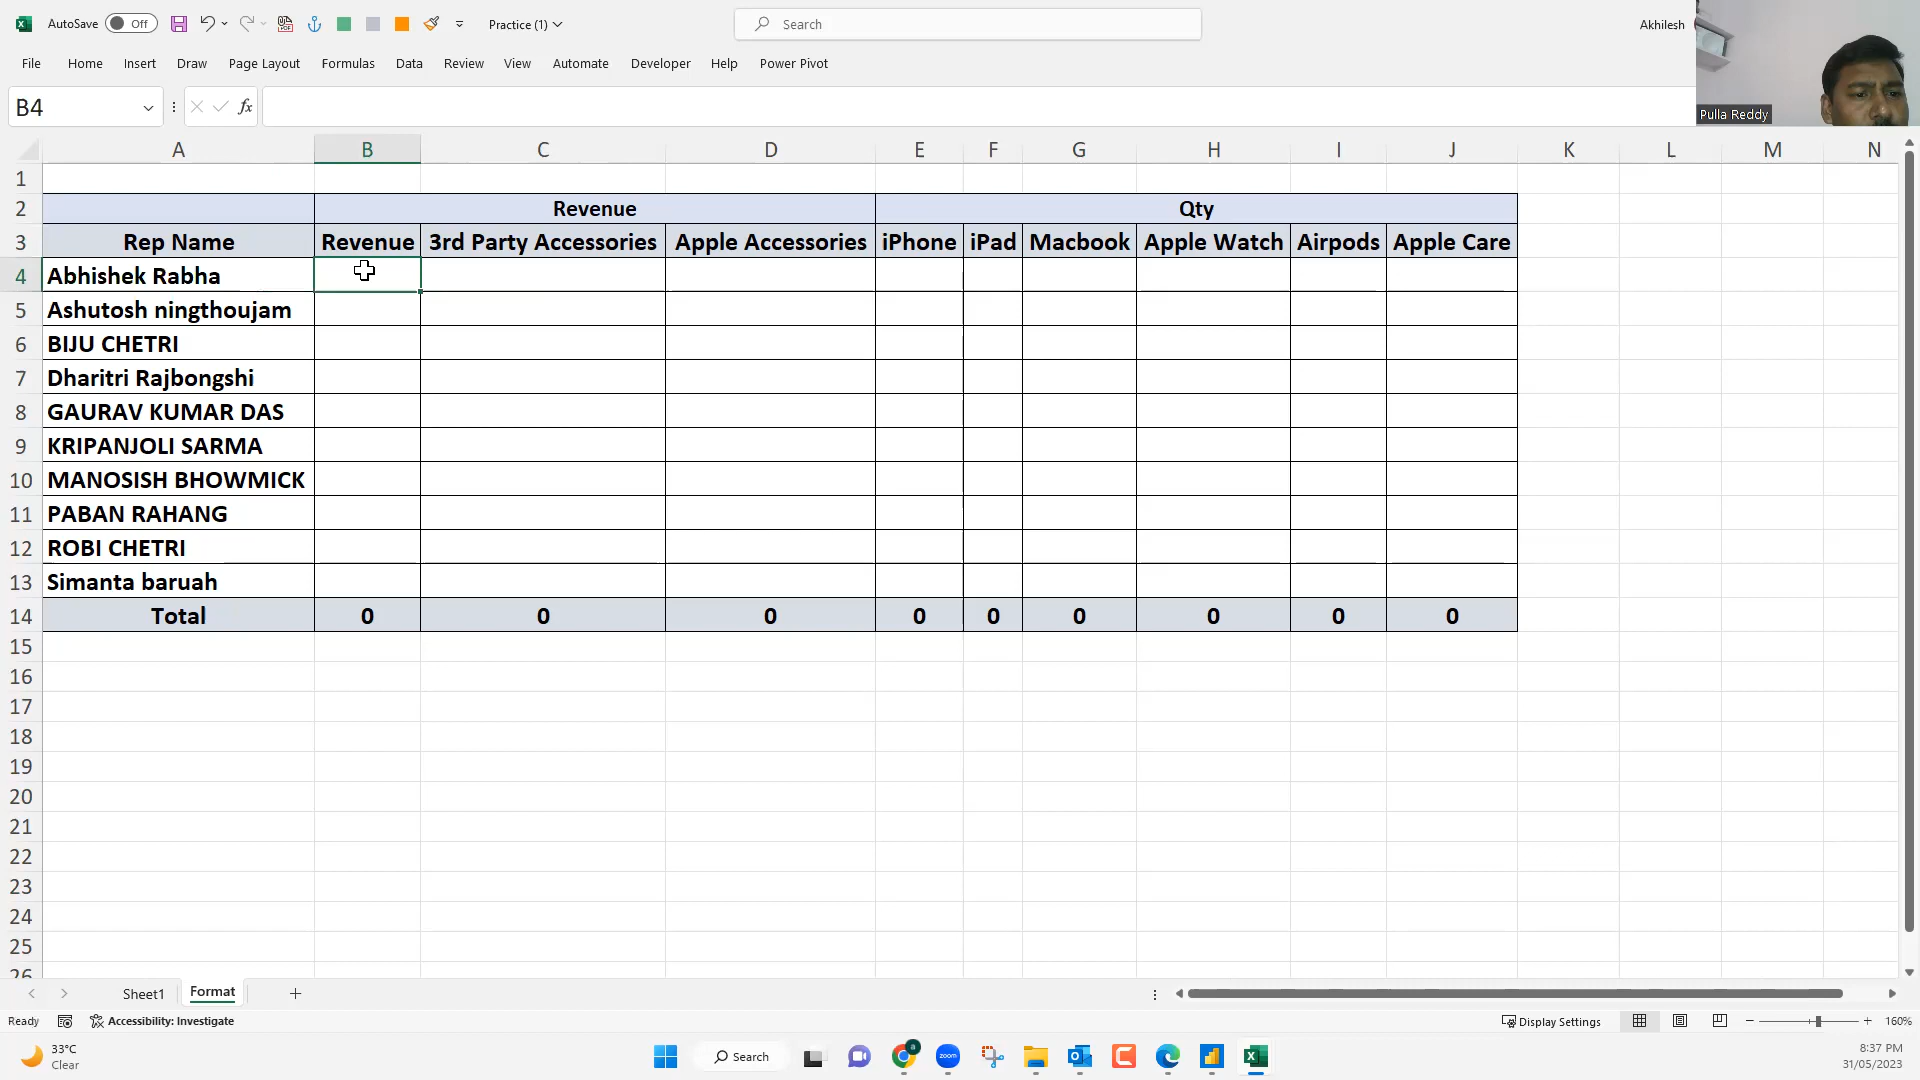 AutoSave Off Practice (1) Search Akhilesh
File Home Insert Draw Page Layout Formulas Data Review View Automate Developer Help Power Pivot
B4 fx
Pulla Reddy
A B C D E F G H I J K L M N
1
2 Revenue Qty
3 Rep Name Revenue 3rd Party Accessories Apple Accessories iPhone iPad Macbook Apple Watch Airpods Apple Care
4 Abhishek Rabha
5 Ashutosh ningthoujam
6 BIJU CHETRI
7 Dharitri Rajbongshi
8 GAURAV KUMAR DAS
9 KRIPANJOLI SARMA
10 MANOSISH BHOWMICK
11 PABAN RAHANG
12 ROBI CHETRI
13 Simanta baruah
14 Total 0 0 0 0 0 0 0 0 0
15
16
17
18
19
20
21
22
23
24
25
26
Sheet1 Format
Ready Accessibility: Investigate Display Settings 160%
33°C
Clear
Search
zoom
8:37 PM
31/05/2023